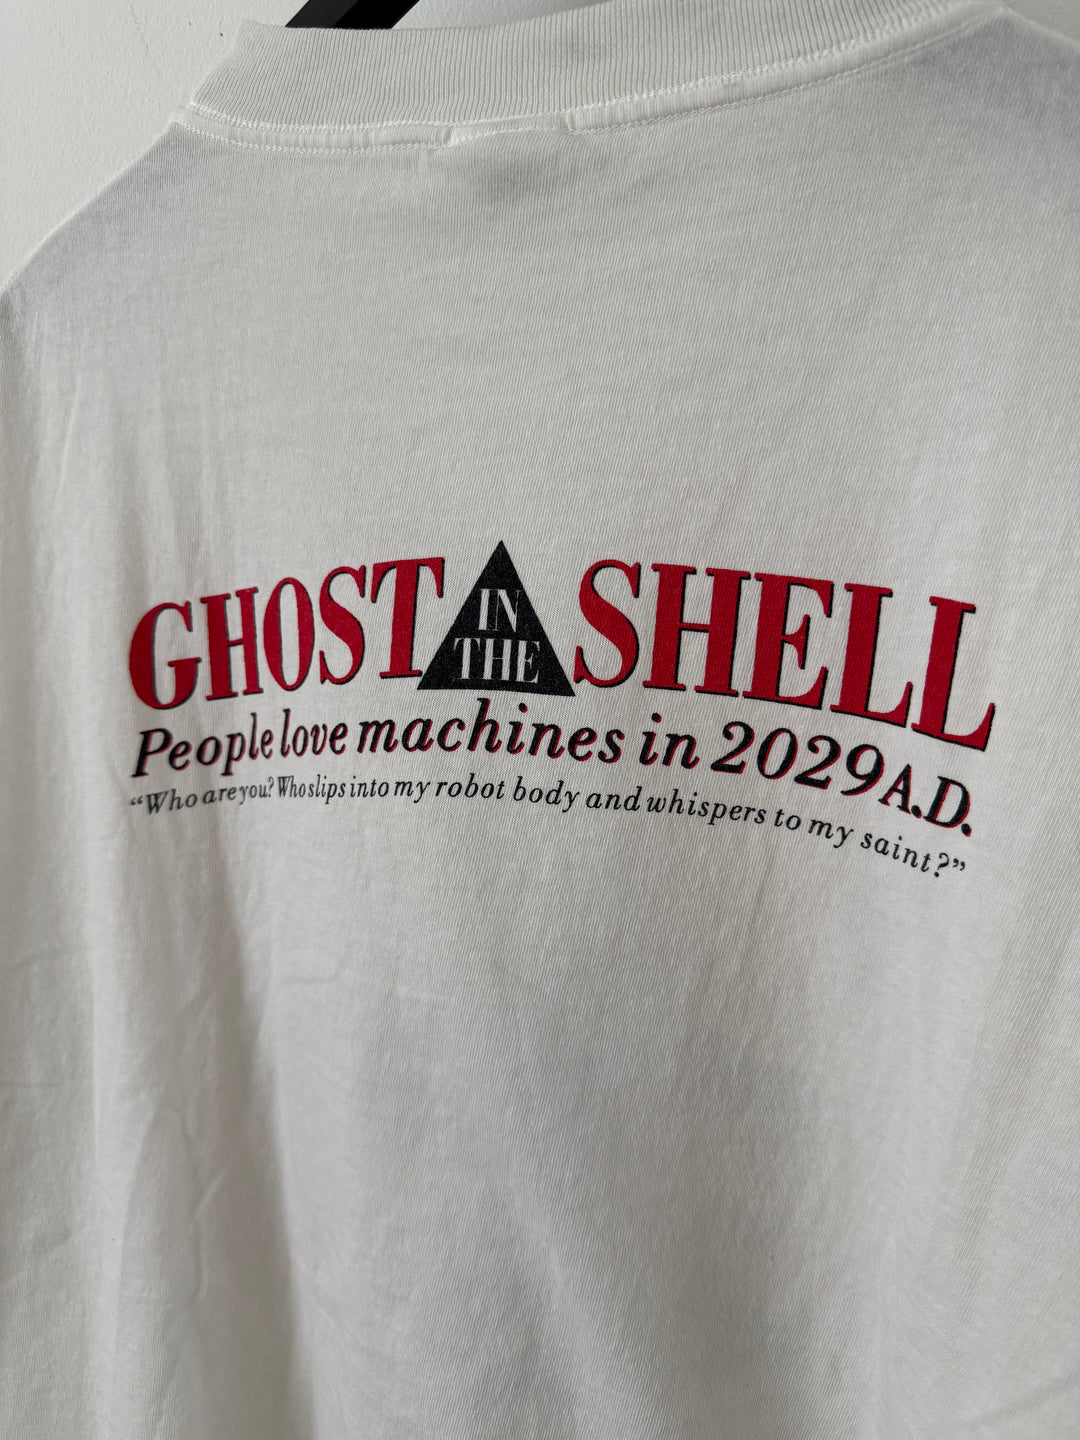 GHOST IN THE SHELL
People love machines in 2029 A.D.
“Who are you? Who slips into my robot body and whispers to my saint?”